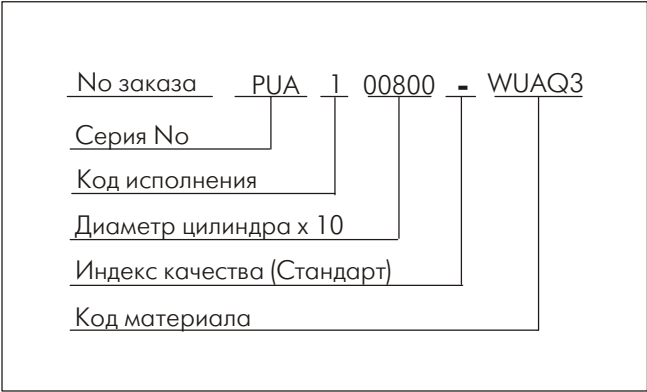 No заказа PUA 1 00800 - WUAQ3
Серия No
Код исполнения
Диаметр цилиндра х 10
Индекс качества (Стандарт)
Код материала